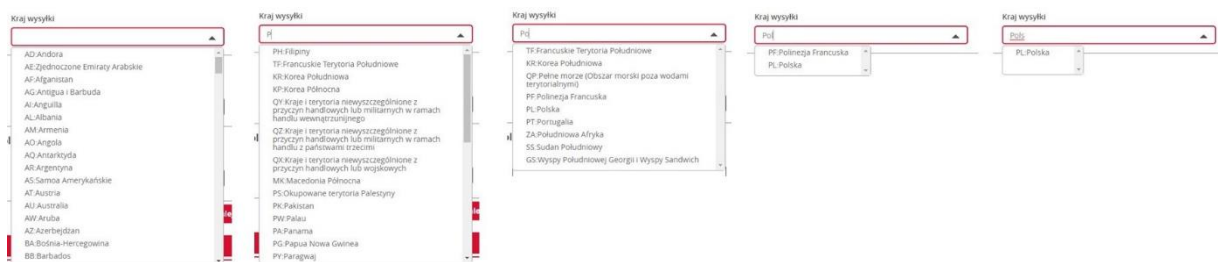 Kraj wysyłki
AD:Andora
AE:Zjednoczone Emiraty Arabskie
AF:Afganistan
AG:Antigua i Barbuda
AI:Anguilla
AL:Albania
AM:Armenia
AO:Angola
AQ:Antarktyda
AR:Argentyna
AS:Samoa Amerykańskie
AT:Austria
AU:Australia
AW:Aruba
AZ:Azerbejdżan
BA:Bośnia-Hercegowina
BB:Barbados
Kraj wysyłki
P
PH:Filipiny
TF:Francuskie Terytoria Południowe
KR:Korea Południowa
KP:Korea Północna
QY:Kraje i terytoria niewyszczególnione z
przyczyn handlowych lub militarnych w ramach
handlu wewnątrzunijnego
QZ:Kraje i terytoria niewyszczególnione z
przyczyn handlowych lub militarnych w ramach
handlu z państwami trzecimi
QX:Kraje i terytoria niewyszczególnione z
przyczyn handlowych lub wojskowych
MK:Macedonia Północna
PS:Okupowane terytoria Palestyny
PK:Pakistan
PW:Palau
PA:Panama
PG:Papua Nowa Gwinea
PY:Paragwaj
Kraj wysyłki
Po
TF:Francuskie Terytoria Południowe
KR:Korea Południowa
QP:Pełne morze (Obszar morski poza wodami
terytorialnymi)
PF:Polinezja Francuska
PL:Polska
PT:Portugalia
ZA:Południowa Afryka
SS:Sudan Południowy
GS:Wyspy Południowej Georgii i Wyspy Sandwich
Kraj wysyłki
Pol
PF:Polinezja Francuska
PL:Polska
Kraj wysyłki
Pols
PL:Polska